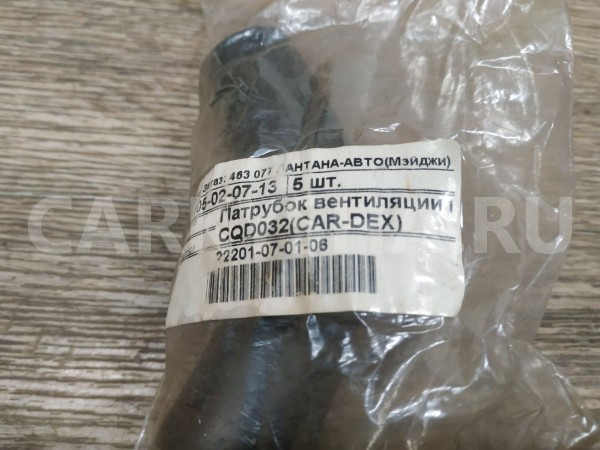 Заказ: 463 077 ЛАНТАНА-АВТО(Мэйджи)
05-02-07-13 5 шт.
Патрубок вентиляции
CQD032(CAR-DEX)
22201-07-01-06